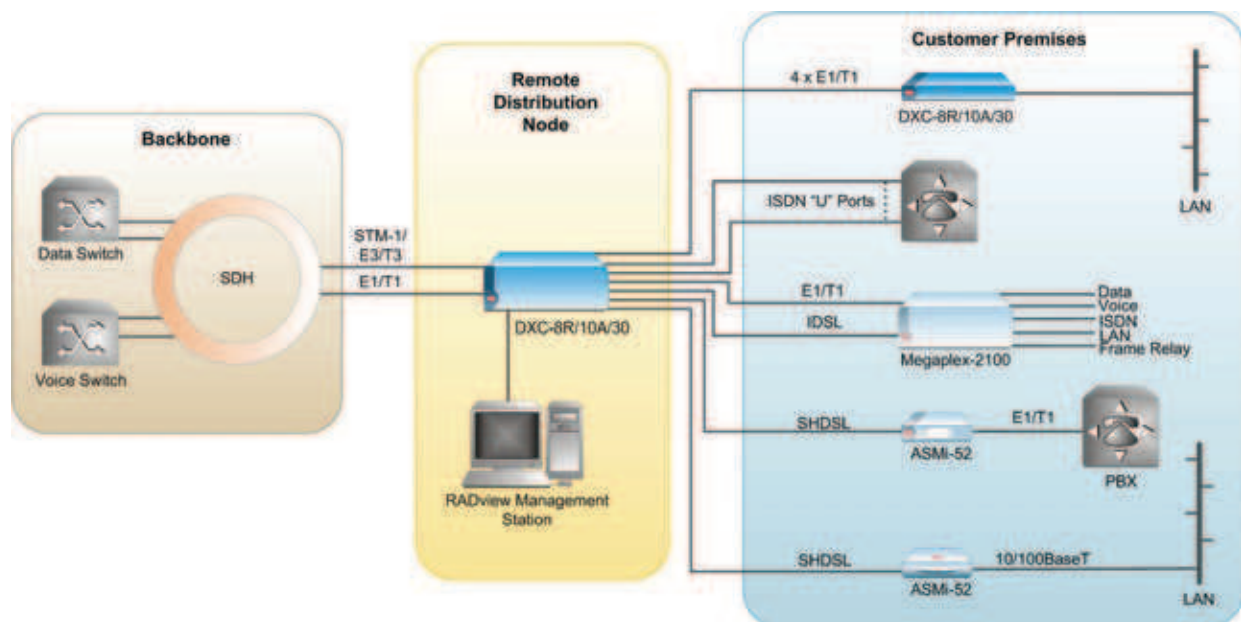 Customer Premises
Remote
Distribution
Node
Backbone
4 x E1/T1
DXC-8R/10A/30
LAN
ISDN "U" Ports
STM-1/
E3/T3
E1/T1
Data Switch
SDH
Voice Switch
DXC-8R/10A/30
E1/T1
IDSL
Megaplex-2100
Data
Voice
ISDN
LAN
Frame Relay
SHDSL
ASMi-52
E1/T1
PBX
RADview Management
Station
SHDSL
ASMi-52
10/100BaseT
LAN